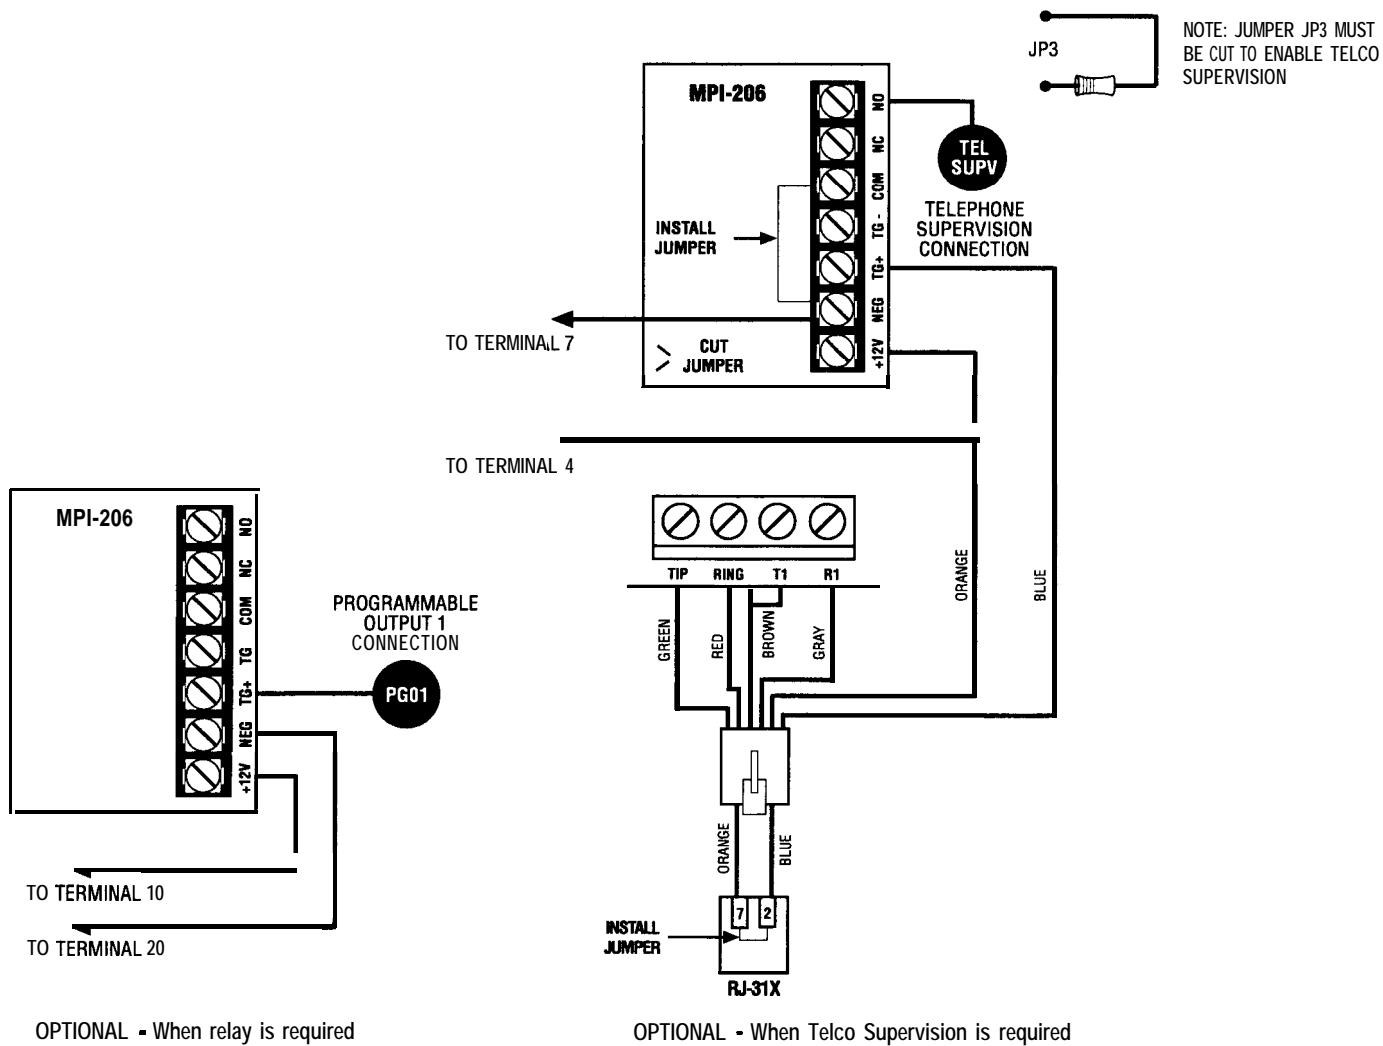 JP3
NOTE: JUMPER JP3 MUST
BE CUT TO ENABLE TELCO
SUPERVISION
MPI-206
NO
NC
COM
TG -
TG+
NEG
+12V
TEL
SUPV
TELEPHONE
SUPERVISION
CONNECTION
INSTALL
JUMPER
TO TERMINAL 7
CUT
JUMPER
TO TERMINAL 4
MPI-206
NO
NC
COM
TG
TG+
NEG
+12V
PROGRAMMABLE
OUTPUT 1
CONNECTION
PG01
TO TERMINAL 10
TO TERMINAL 20
TIP RING T1 R1
GREEN
RED
BROWN
GRAY
ORANGE
BLUE
ORANGE
BLUE
7 2
INSTALL
JUMPER
RJ-31X
OPTIONAL - When relay is required
OPTIONAL - When Telco Supervision is required